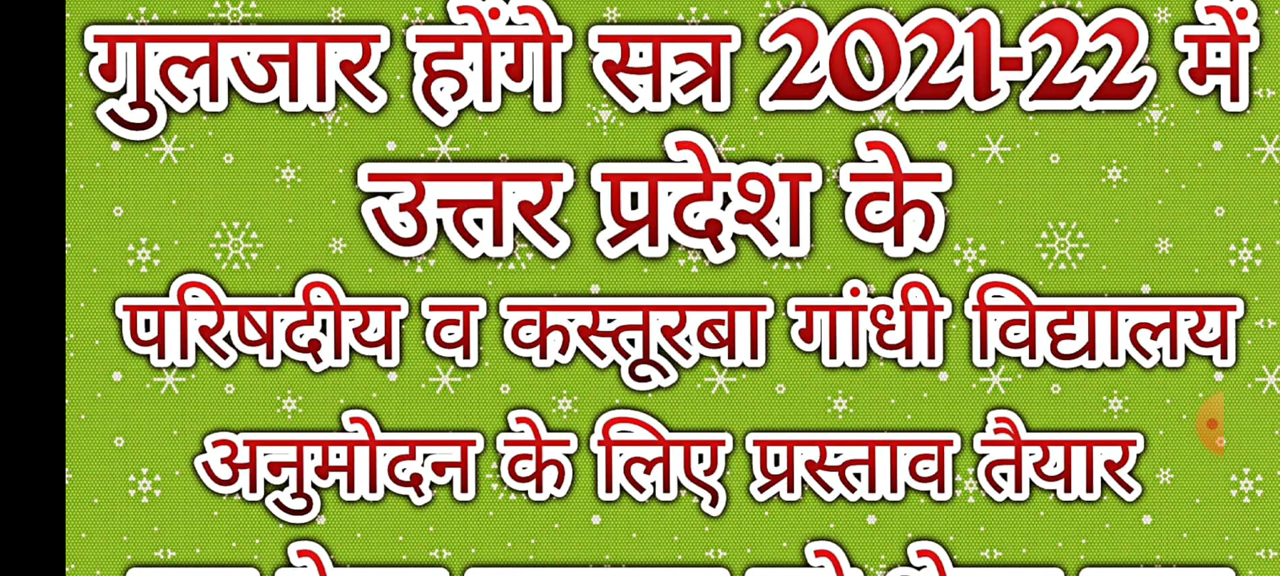 गुलजार होंगे सत्र 2021-22 में
उत्तर प्रदेश के
परिषदीय व कस्तूरबा गांधी विद्यालय
अनुमोदन के लिए प्रस्ताव तैयार